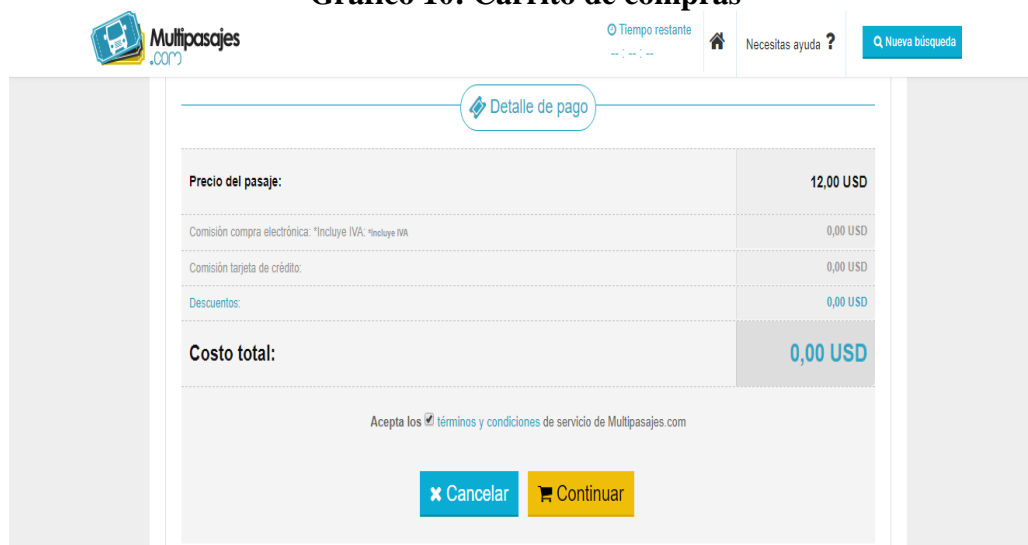 Gráfico 10: Carrito de compras
Multipasajes
.com
Tiempo restante
-- : -- : --
Necesitas ayuda ?
Nueva búsqueda
Detalle de pago
Precio del pasaje: 12,00 USD
Comisión compra electrónica: *Incluye IVA: *Incluye IVA 0,00 USD
Comisión tarjeta de crédito: 0,00 USD
Descuentos: 0,00 USD
Costo total: 0,00 USD
Acepta los términos y condiciones de servicio de Multipasajes.com
Cancelar Continuar